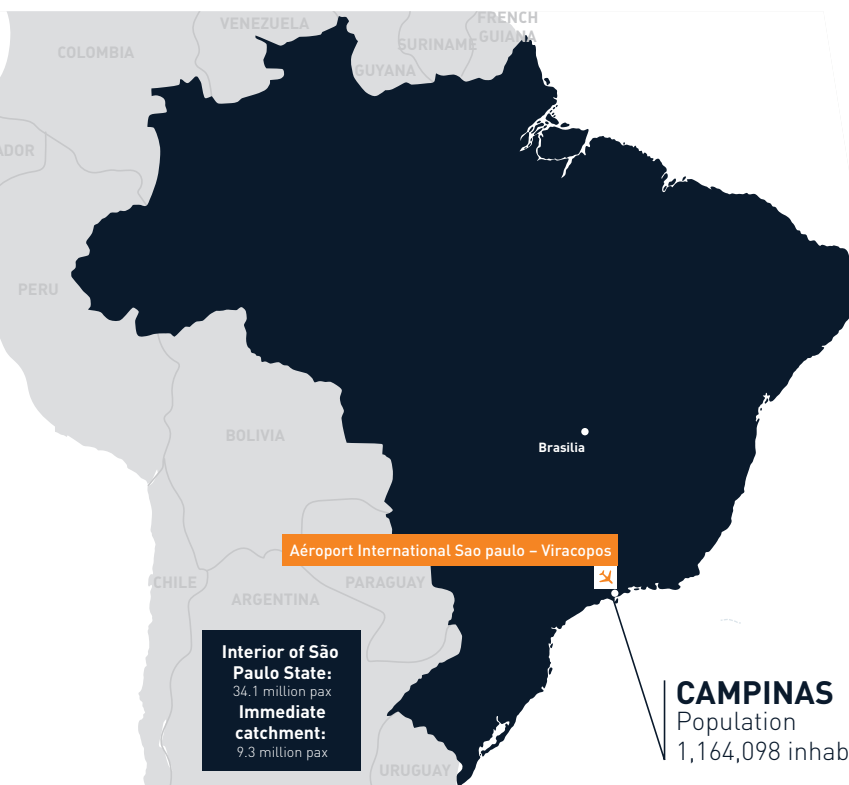 FRENCH
VENEZUELA
GUIANA
SURINAME
COLOMBIA
GUYANA
ADOR
PERU
BOLIVIA
Brasilia
Aéroport International Sao paulo – Viracopos
CHILE
PARAGUAY
ARGENTINA
Interior of São
Paulo State:
34.1 million pax
Immediate
catchment:
9.3 million pax
CAMPINAS
Population
1,164,098 inhab
URUGUAY